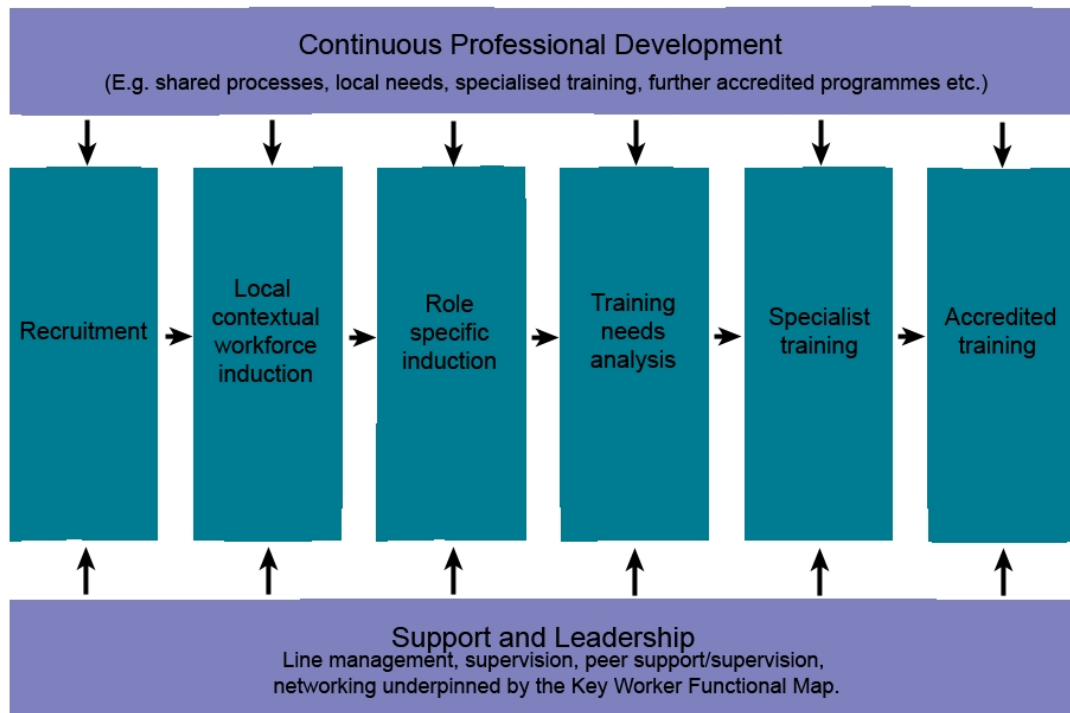 Continuous Professional Development
(E.g. shared processes, local needs, specialised training, further accredited programmes etc.)
Recruitment
Local
contextual
workforce
induction
Role
specific
induction
Training
needs
analysis
Specialist
training
Accredited
training
Support and Leadership
Line management, supervision, peer support/supervision,
networking underpinned by the Key Worker Functional Map.